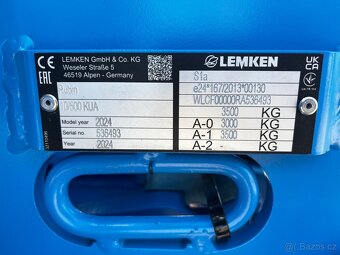 LEMKEN GmbH & Co. KG
Weseler Straße 5
46519 Alpen - Germany
CE
EAC
LEMKEN
UK
CA
Rubin
10/600 KUA
Model year 2024
Serial no. 536493
Year 2024
S1a
e24*167/2013*00130
WLCF00000RA536493
3500 KG
A-0 3000 KG
A-1 3500 KG
A-2 - KG
Bazos.cz